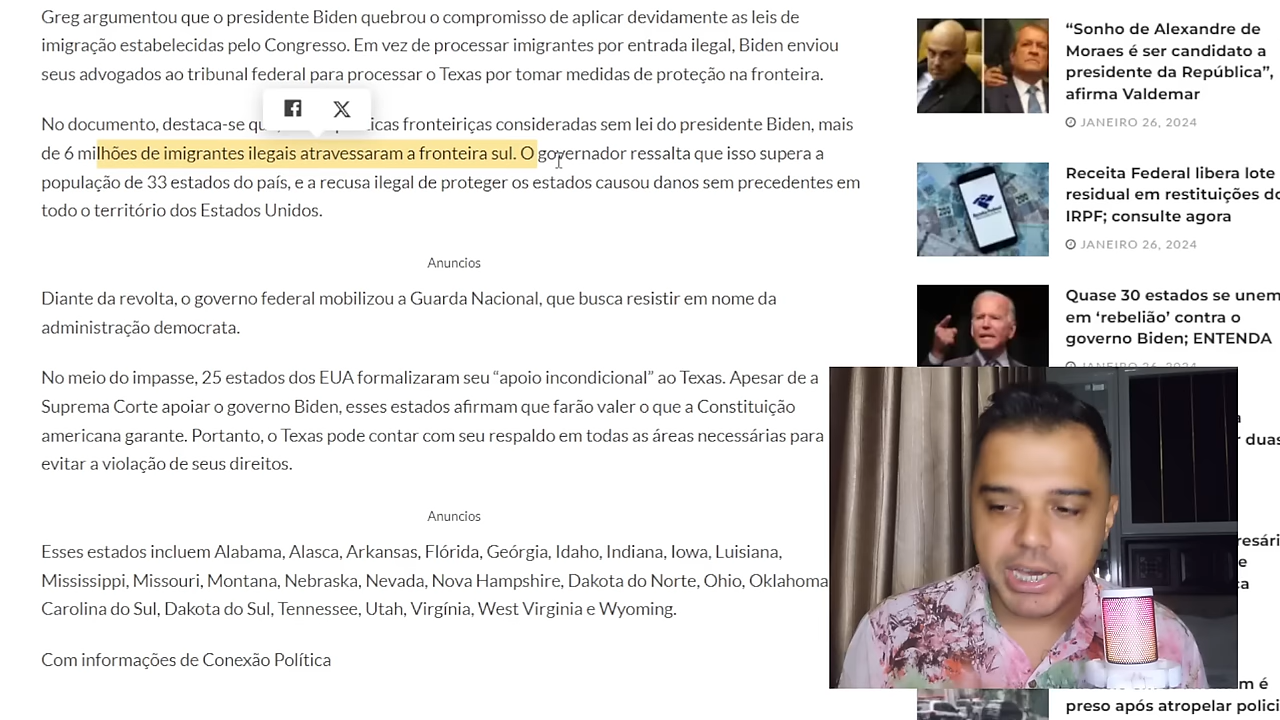 Greg argumentou que o presidente Biden quebrou o compromisso de aplicar devidamente as leis de
imigração estabelecidas pelo Congresso. Em vez de processar imigrantes por entrada ilegal, Biden enviou
seus advogados ao tribunal federal para processar o Texas por tomar medidas de proteção na fronteira.
No documento, destaca-se fronteiriças consideradas sem lei do presidente Biden, mais
de 6 milhões de imigrantes ilegais atravessaram a fronteira sul. O governador ressalta que isso supera a
população de 33 estados do país, e a recusa ilegal de proteger os estados causou danos sem precedentes em
todo o território dos Estados Unidos.
Anuncios
Diante da revolta, o governo federal mobilizou a Guarda Nacional, que busca resistir em nome da
administração democrata.
No meio do impasse, 25 estados dos EUA formalizaram seu “apoio incondicional” ao Texas. Apesar de a
Suprema Corte apoiar o governo Biden, esses estados afirmam que farão valer o que a Constituição
americana garante. Portanto, o Texas pode contar com seu respaldo em todas as áreas necessárias para
evitar a violação de seus direitos.
Anuncios
Esses estados incluem Alabama, Alasca, Arkansas, Flórida, Geórgia, Idaho, Indiana, Iowa, Luisiana,
Mississippi, Missouri, Montana, Nebraska, Nevada, Nova Hampshire, Dakota do Norte, Ohio, Oklahoma
Carolina do Sul, Dakota do Sul, Tennessee, Utah, Virgínia, West Virginia e Wyoming.
Com informações de Conexão Política
“Sonho de Alexandre de
Moraes é ser candidato a
presidente da República”,
afirma Valdemar
JANEIRO 26, 2024
Receita Federal libera lote
residual em restituições do
IRPF; consulte agora
JANEIRO 26, 2024
Quase 30 estados se unem
em ‘rebelião’ contra o
governo Biden; ENTENDA
JANEIRO 26, 2024
duas
é
preso após atropelar polici